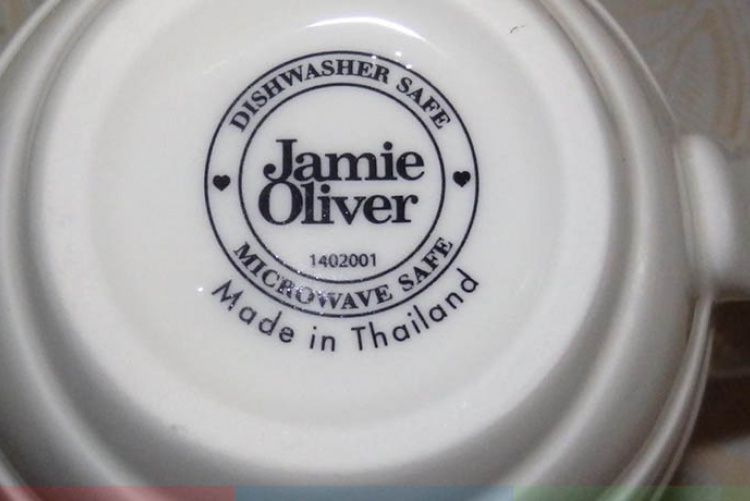 DISHWASHER SAFE
Jamie
Oliver
1402001
MICROWAVE SAFE
Made in Thailand